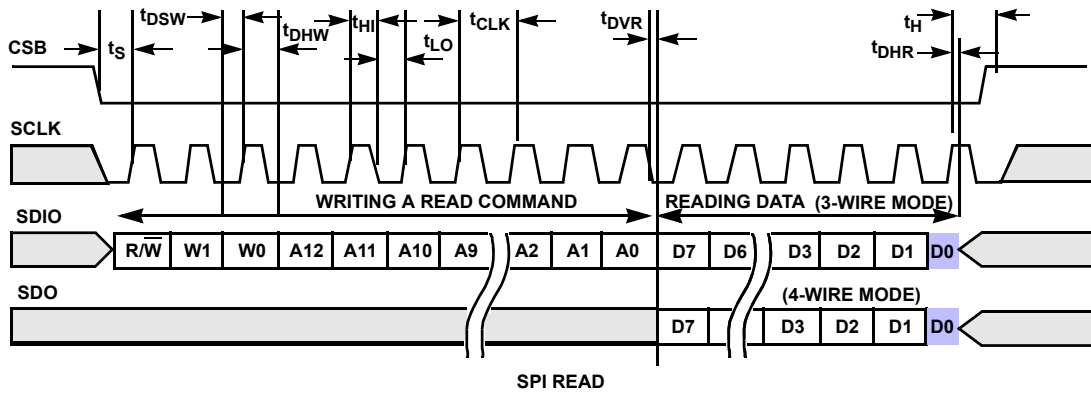 tDSW tHI tCLK tDVR tH
CSB tS tDHW tLO tDHR
SCLK
WRITING A READ COMMAND READING DATA (3-WIRE MODE)
SDIO
R/W W1 W0 A12 A11 A10 A9 A2 A1 A0 D7 D6 D3 D2 D1 D0
SDO (4-WIRE MODE)
D7 D3 D2 D1 D0
SPI READ